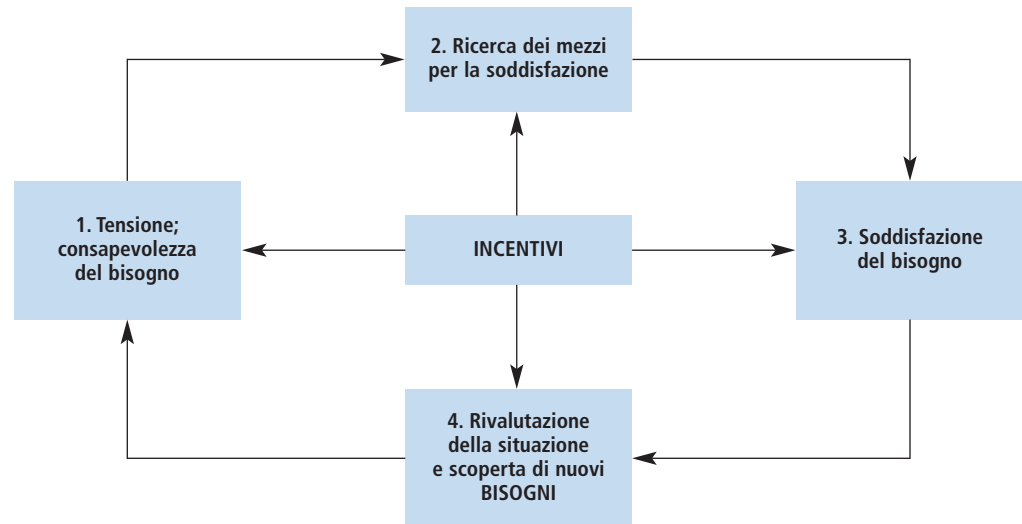 2. Ricerca dei mezzi
per la soddisfazione
1. Tensione;
consapevolezza
del bisogno
INCENTIVI
3. Soddisfazione
del bisogno
4. Rivalutazione
della situazione
e scoperta di nuovi
BISOGNI